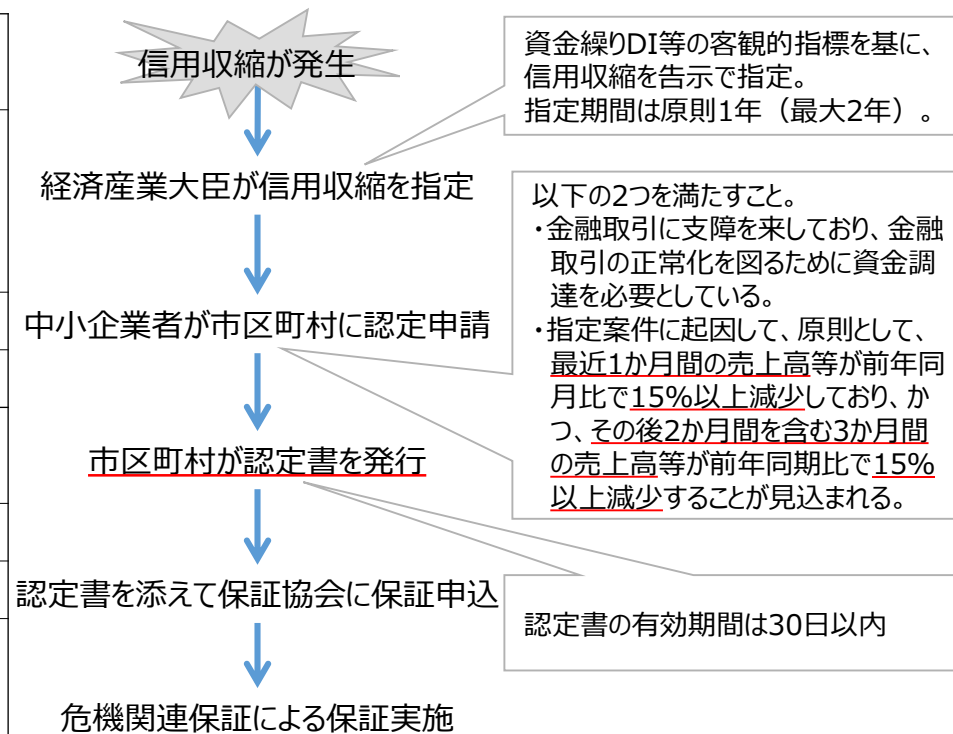 信用収縮が発生
資金繰りDI等の客観的指標を基に、
信用収縮を告示で指定。
指定期間は原則1年（最大2年）。
経済産業大臣が信用収縮を指定
以下の2つを満たすこと。
・金融取引に支障を来しており、金融
取引の正常化を図るために資金調
達を必要としている。
・指定案件に起因して、原則として、
最近1か月間の売上高等が前年同
月比で15%以上減少しており、か
つ、その後2か月間を含む3か月間
の売上高等が前年同期比で15%
以上減少することが見込まれる。
中小企業者が市区町村に認定申請
市区町村が認定書を発行
認定書の有効期間は30日以内
認定書を添えて保証協会に保証申込
危機関連保証による保証実施